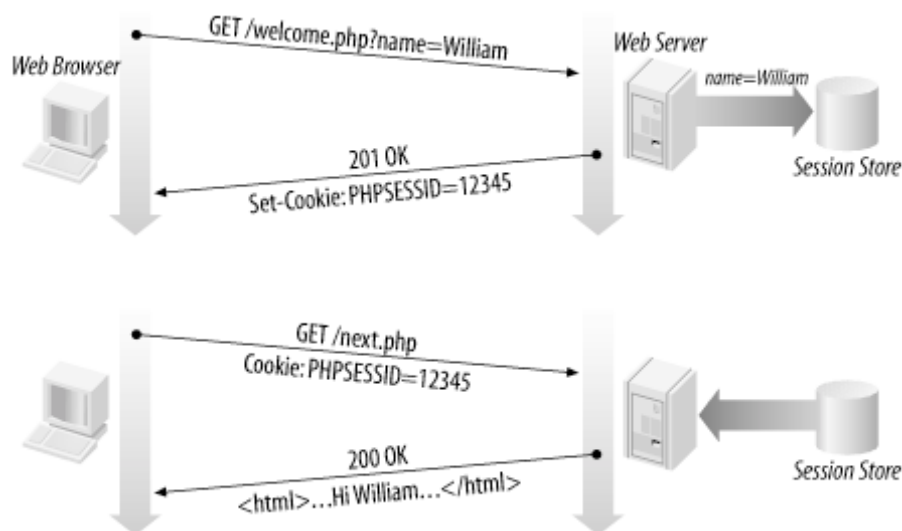 GET /welcome.php?name=William
Web Browser
Web Server
name=William
Session Store
201 OK
Set-Cookie: PHPSESSID=12345
GET /next.php
Cookie: PHPSESSID=12345
200 OK
<html>...Hi William...</html>
Session Store